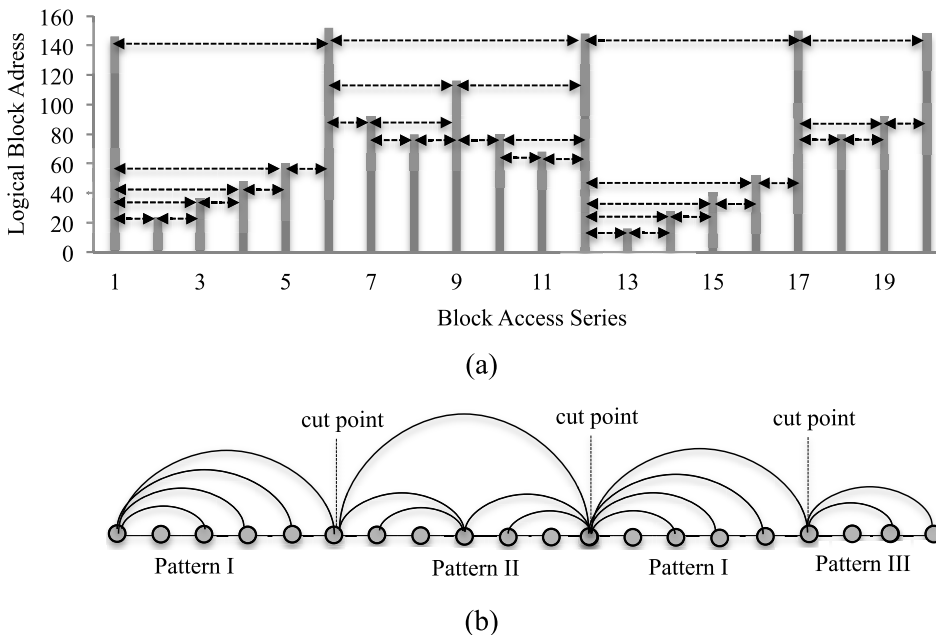 160
140
120
100
80
60
40
20
0
Logical Block Adress
1 3 5 7 9 11 13 15 17 19
Block Access Series
(a)
cut point cut point cut point
Pattern I Pattern II Pattern I Pattern III
(b)